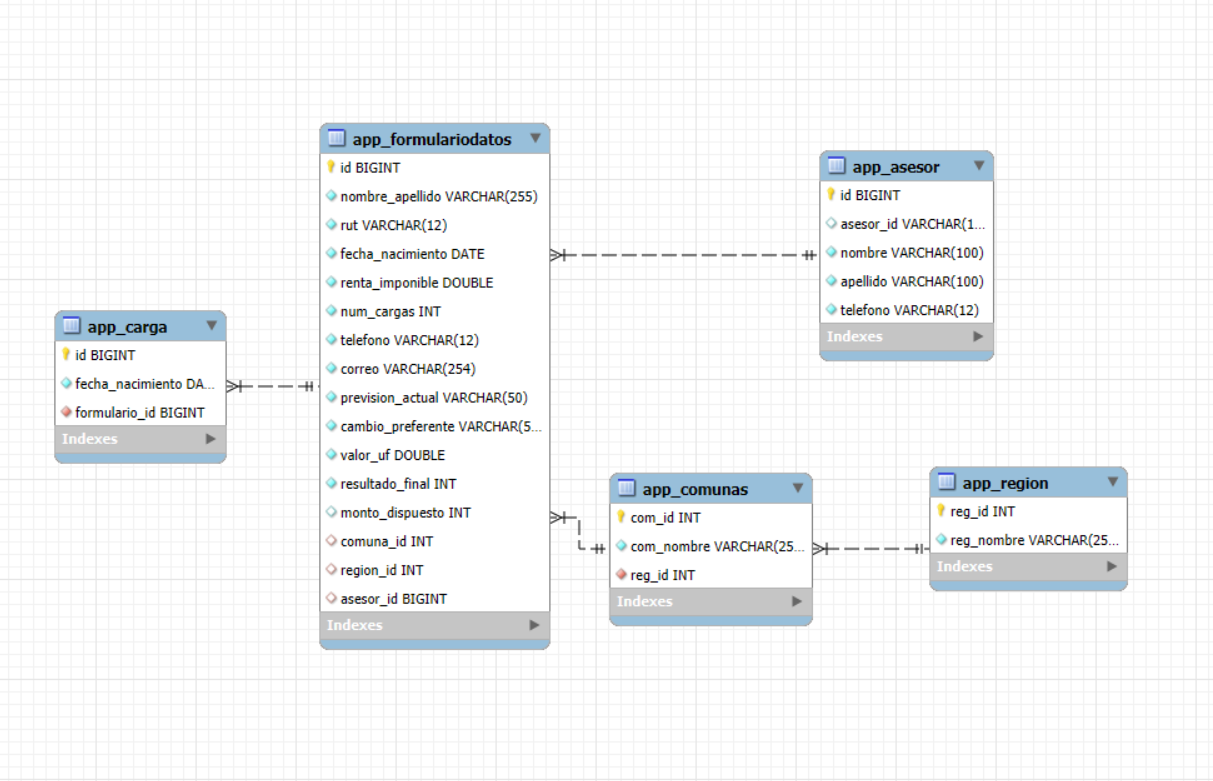 app_formulariodatos
id BIGINT
nombre_apellido VARCHAR(255)
rut VARCHAR(12)
fecha_nacimiento DATE
renta_imponible DOUBLE
num_cargas INT
telefono VARCHAR(12)
correo VARCHAR(254)
prevision_actual VARCHAR(50)
cambio_preferente VARCHAR(5...
valor_uf DOUBLE
resultado_final INT
monto_dispuesto INT
comuna_id INT
region_id INT
asesor_id BIGINT
Indexes
app_asesor
id BIGINT
asesor_id VARCHAR(1...
nombre VARCHAR(100)
apellido VARCHAR(100)
telefono VARCHAR(12)
Indexes
app_carga
id BIGINT
fecha_nacimiento DA...
formulario_id BIGINT
Indexes
app_comunas
com_id INT
com_nombre VARCHAR(25...
reg_id INT
Indexes
app_region
reg_id INT
reg_nombre VARCHAR(25...
Indexes